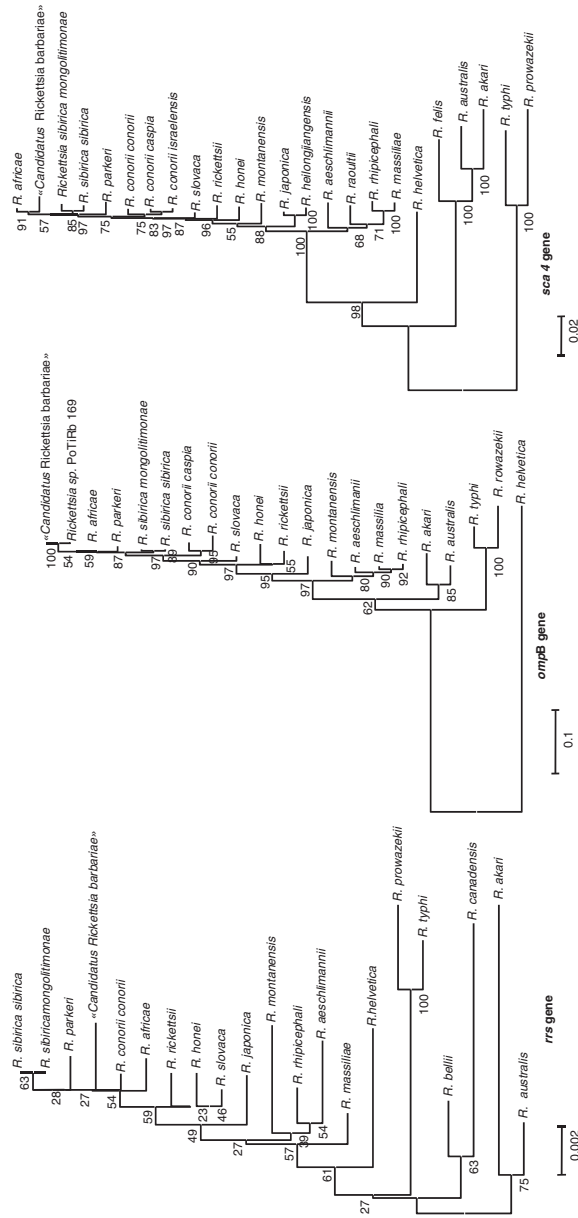 R. sibirica sibirica
R. sibiricamongolitimonae
R. parkeri
«Candidatus Rickettsia barbariae»
R. conorii conorii
R. africae
R. rickettsii
R. honei
R. slovaca
R. japonica
R. montanensis
R. rhipicephali
R. aeschlimannii
R. massiliae
R.helvetica
R. prowazekii
R. typhi
R. bellii
R. canadensis
R. akari
R. australis
63
28
27
54
59
23
46
49
27
39
54
57
61
100
27
63
75
0.002
rrs gene
«Candidatus Rickettsia barbariae»
Rickettsia sp. PoTiRb 169
R. africae
R. parkeri
R. sibirica mongolitimonae
R. sibirica sibirica
R. conorii caspia
R. conorii conorii
R. slovaca
R. honei
R. rickettsii
R. japonica
R. montanensis
R. aeschlimanii
R. massilia
R. rhipicephali
R. akari
R. australis
R. typhi
R. rowazekii
R. helvetica
100
54
59
87
97
89
90
95
97
95
55
97
80
90
92
62
85
100
0.1
ompB gene
R. africae
«Candidatus Rickettsia barbariae»
Rickettsia sibirica mongolitimonae
R. sibirica sibirica
R. parkeri
R. conorii conorii
R. conorii caspia
R. conorii israelensis
R. slovaca
R. rickettsii
R. honei
R. montanensis
R. japonica
R. heilongjiangensis
R. aeschlimannii
R. raoultii
R. rhipicephali
R. massiliae
R. helvetica
R. felis
R. australis
R. akari
R. typhi
R. prowazekii
91
57
85
97
75
75
83
97
87
96
55
88
100
100
68
71
100
98
100
100
100
0.02
sca 4 gene